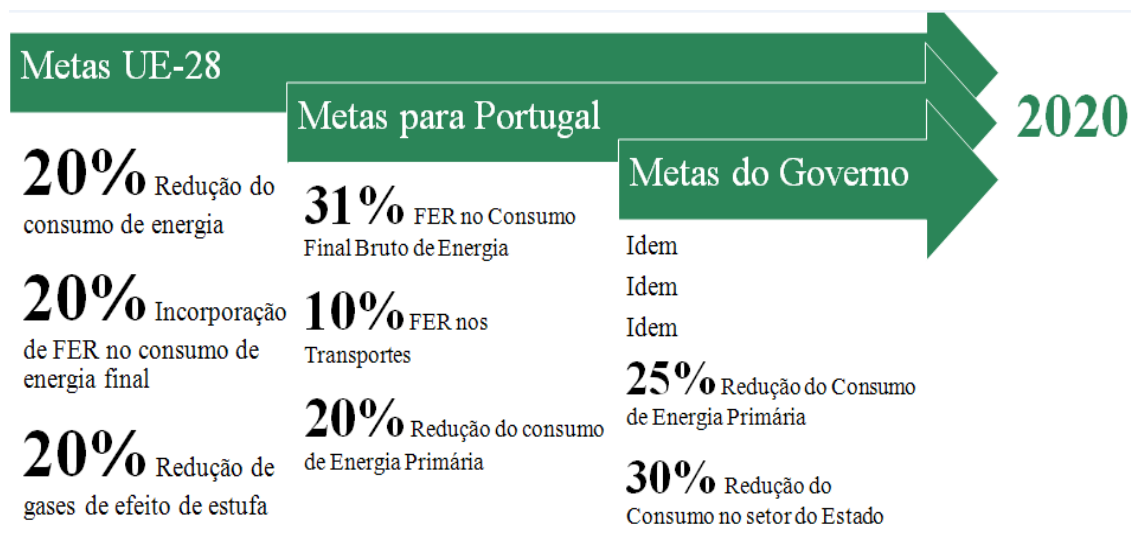 Metas UE-28
20% Redução do
consumo de energia
20% Incorporação
de FER no consumo de
energia final
20% Redução de
gases de efeito de estufa
Metas para Portugal
31% FER no Consumo
Final Bruto de Energia
10% FER nos
Transportes
20% Redução do consumo
de Energia Primária
Metas do Governo
Idem
Idem
Idem
25% Redução do Consumo
de Energia Primária
30% Redução do
Consumo no setor do Estado
2020